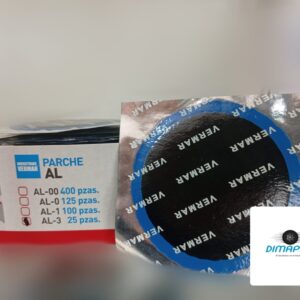 INDUSTRIAS
VERMAR
PARCHE
AL
AL-00 400 pzas.
AL-0 125 pzas.
AL-1 100 pzas.
AL-3 25 pzas.
VERMAR VERMAR
VERMAR VERMAR
VERMAR VERMAR
VERMAR